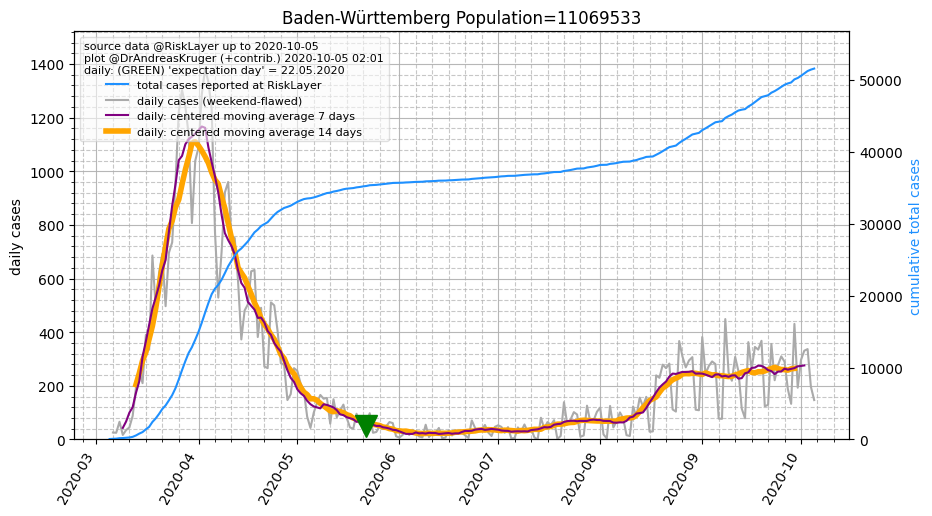 Baden-Württemberg Population=11069533
source data @RiskLayer up to 2020-10-05
plot @DrAndreasKruger (+contrib.) 2020-10-05 02:01
daily: (GREEN) 'expectation day' = 22.05.2020
total cases reported at RiskLayer
daily cases (weekend-flawed)
daily: centered moving average 7 days
daily: centered moving average 14 days
daily cases
1400
1200
1000
800
600
400
200
0
cumulative total cases
50000
40000
30000
20000
10000
0
2020-03
2020-04
2020-05
2020-06
2020-07
2020-08
2020-09
2020-10